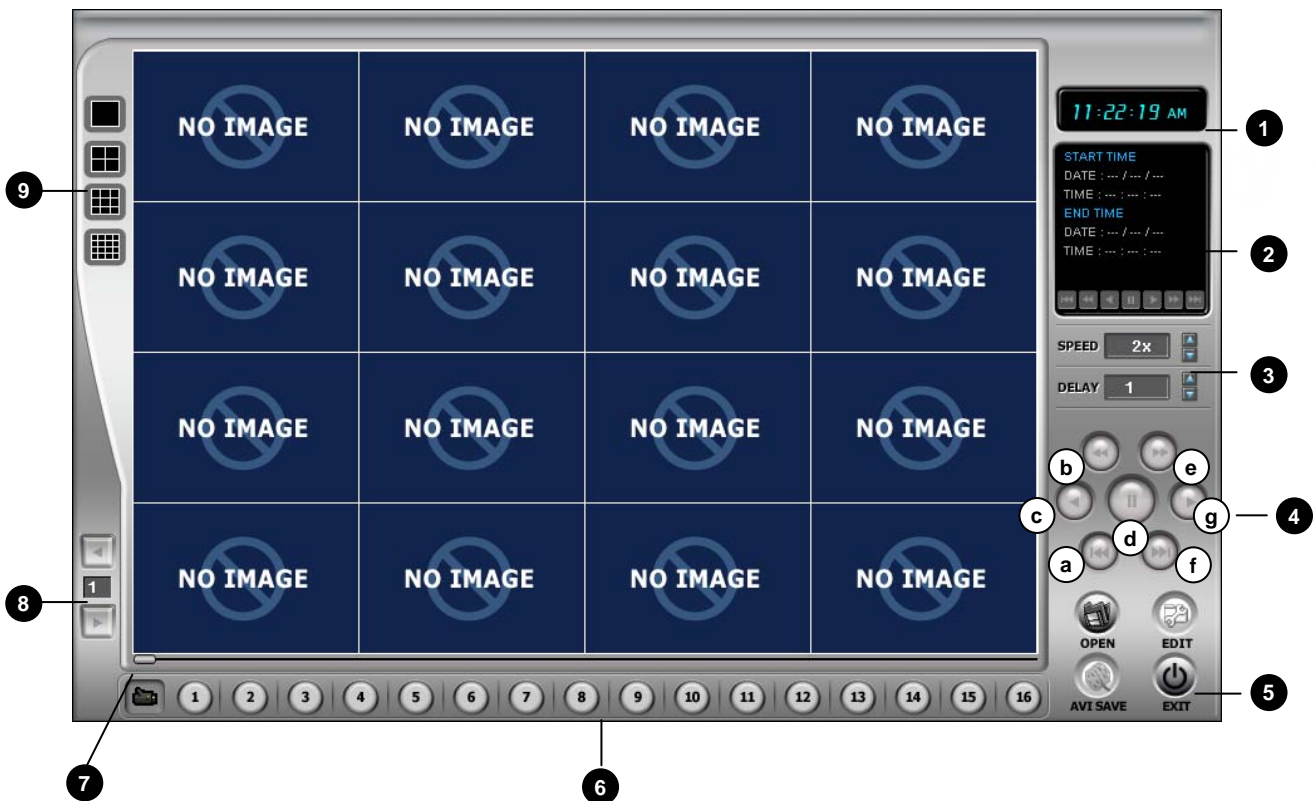 NO IMAGE NO IMAGE NO IMAGE NO IMAGE
NO IMAGE NO IMAGE NO IMAGE NO IMAGE
NO IMAGE NO IMAGE NO IMAGE NO IMAGE
NO IMAGE NO IMAGE NO IMAGE NO IMAGE
11:22:19 AM
1
START TIME
DATE : --- / --- / ---
TIME : --- : --- : ---
END TIME
DATE : --- / --- / ---
TIME : --- : --- : ---
2
SPEED 2x
DELAY 1
3
b e
c d g 4
a f
OPEN EDIT
AVI SAVE EXIT
5
9
1
8
1 2 3 4 5 6 7 8 9 10 11 12 13 14 15 16
7
6